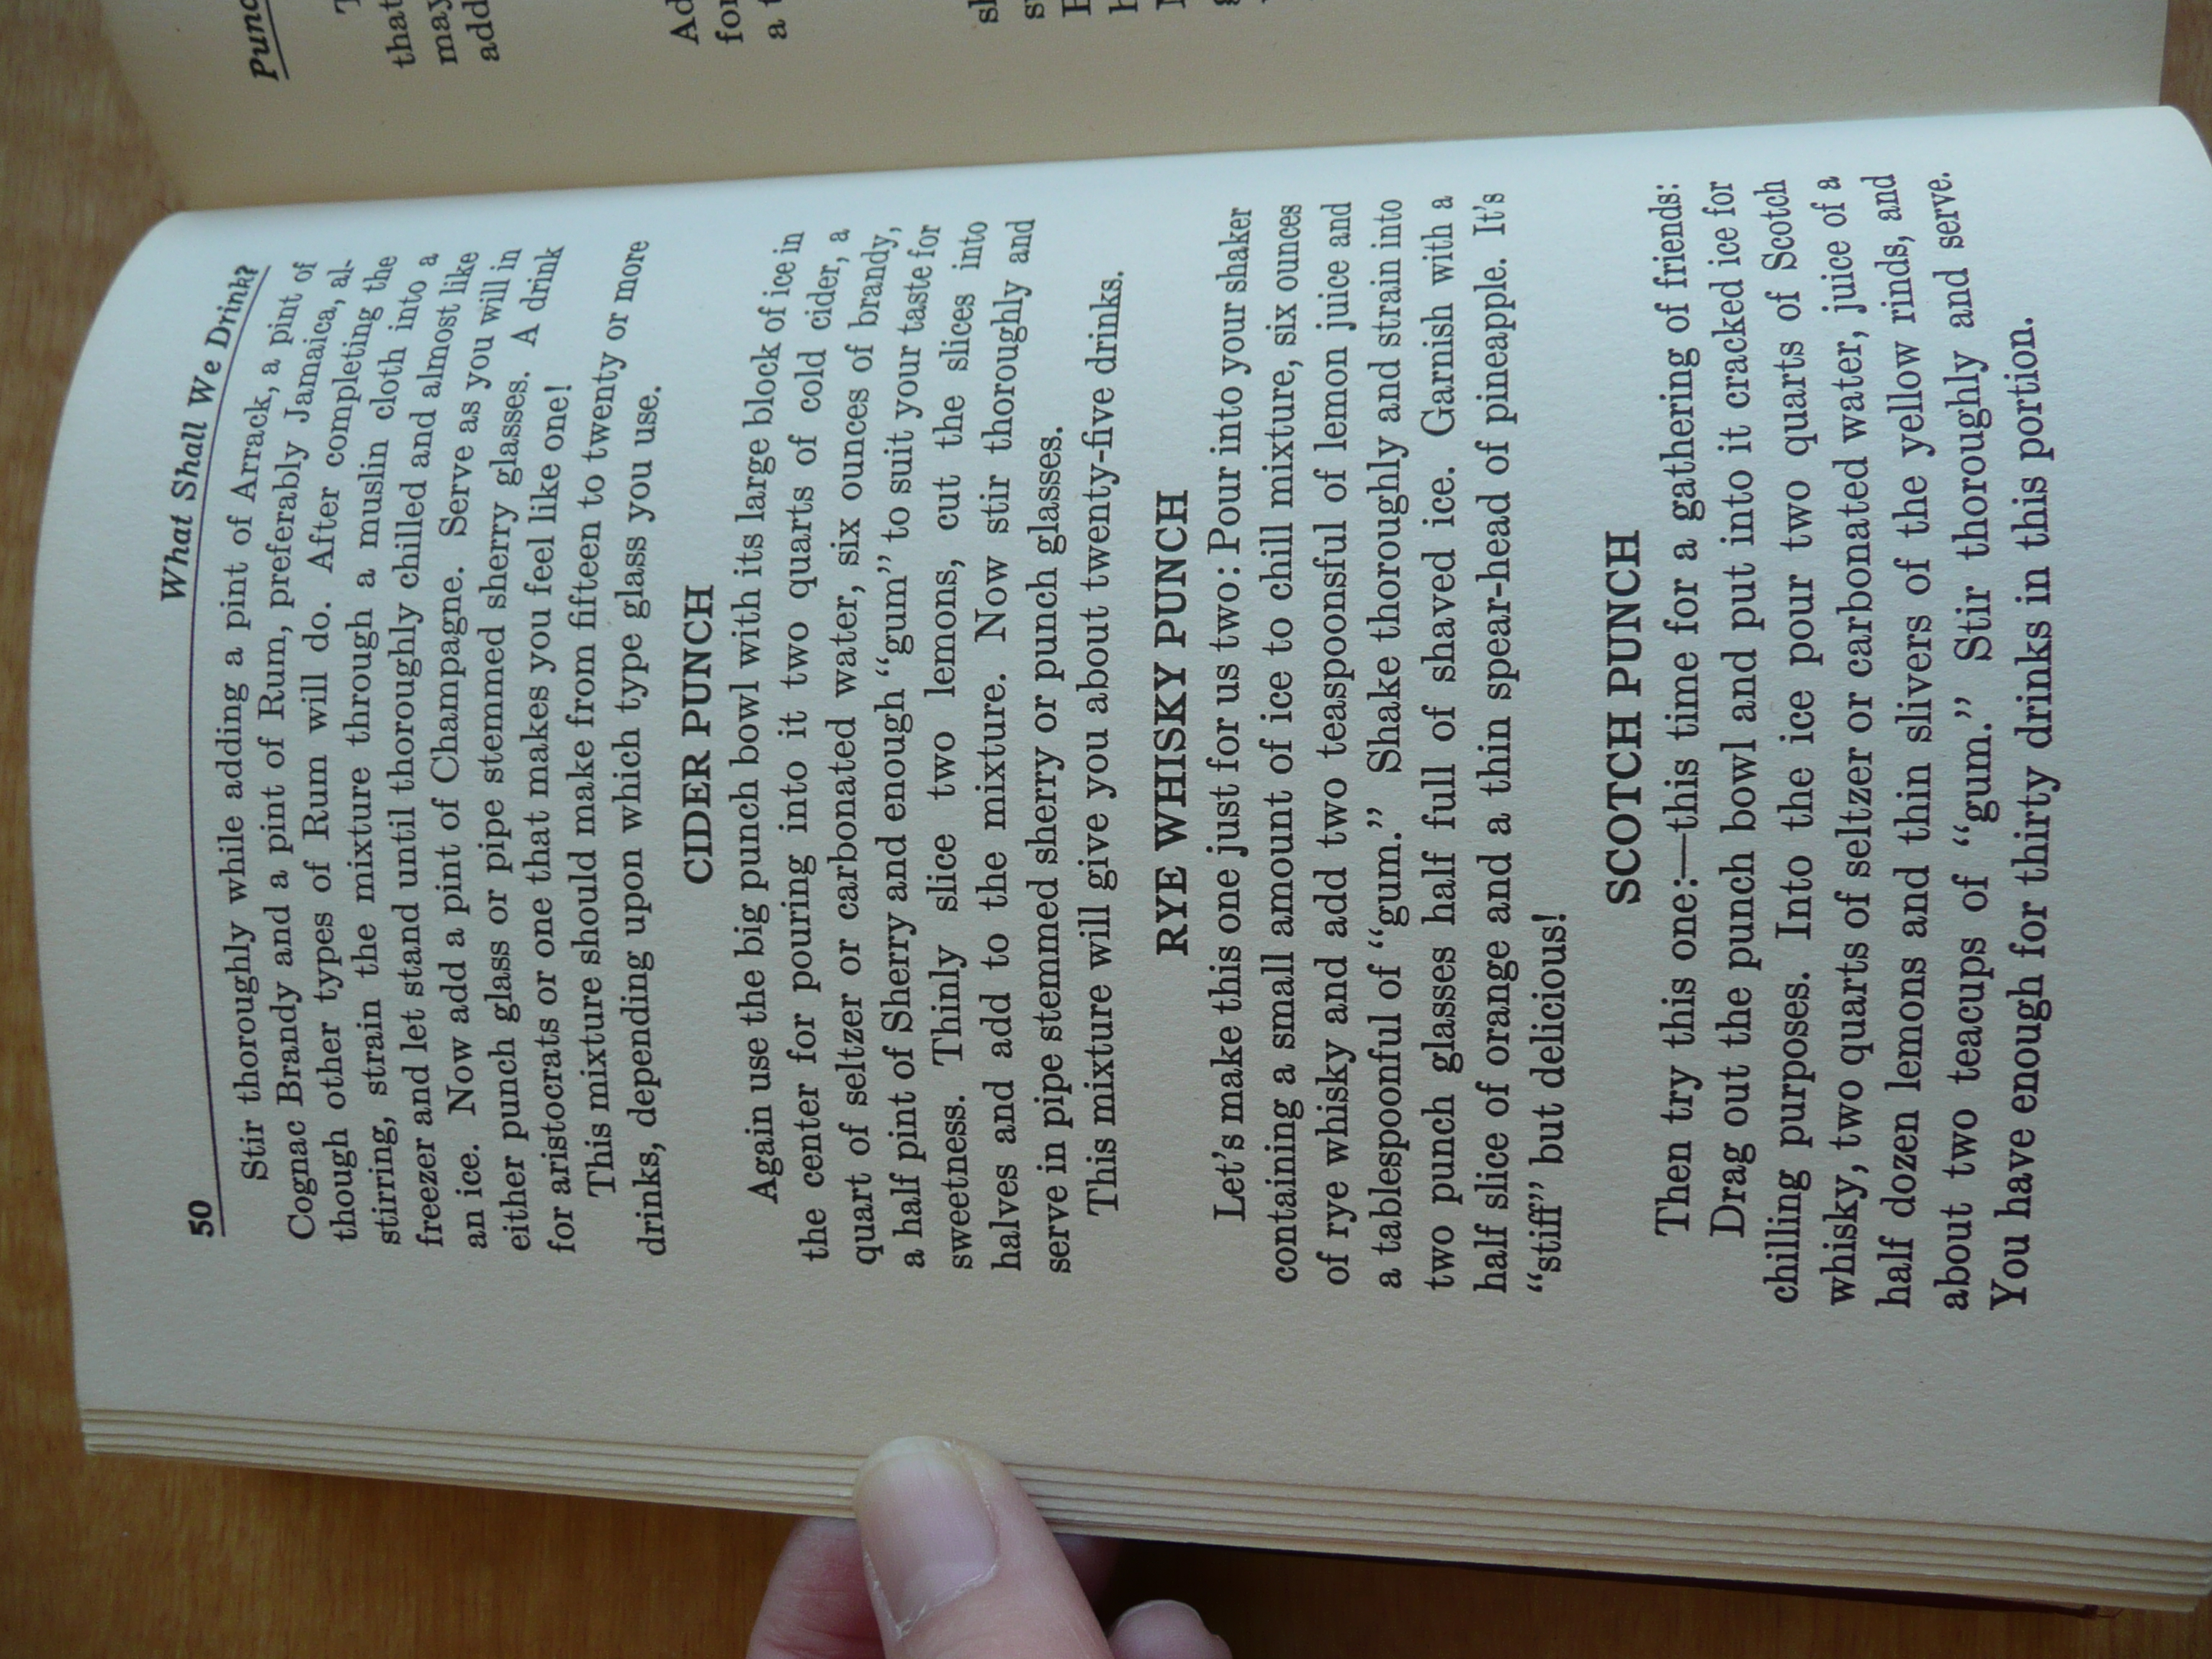 50
What Shall We Drink?
Stir thoroughly while adding a pint of Arrack, a pint of
Cognac Brandy and a pint of Rum, preferably Jamaica, al-
though other types of Rum will do. After completing the
stirring, strain the mixture through a muslin cloth into a
freezer and let stand until thoroughly chilled and almost like
an ice. Now add a pint of Champagne. Serve as you will in
either punch glass or pipe stemmed sherry glasses. A drink
for aristocrats or one that makes you feel like one!
This mixture should make from fifteen to twenty or more
drinks, depending upon which type glass you use.
CIDER PUNCH
Again use the big punch bowl with its large block of ice in
the center for pouring into it two quarts of cold cider, a
quart of seltzer or carbonated water, six ounces of brandy,
a half pint of Sherry and enough "gum" to suit your taste for
sweetness. Thinly slice two lemons, cut the slices into
halves and add to the mixture. Now stir thoroughly and
serve in pipe stemmed sherry or punch glasses.
This mixture will give you about twenty-five drinks.
RYE WHISKY PUNCH
Let's make this one just for us two: Pour into your shaker
containing a small amount of ice to chill mixture, six ounces
of rye whisky and add two teaspoonsful of lemon juice and
a tablespoonful of "gum." Shake thoroughly and strain into
two punch glasses half full of shaved ice. Garnish with a
half slice of orange and a thin spear-head of pineapple. It's
"stiff" but delicious!
SCOTCH PUNCH
Then try this one:—this time for a gathering of friends:
Drag out the punch bowl and put into it cracked ice for
chilling purposes. Into the ice pour two quarts of Scotch
whisky, two quarts of seltzer or carbonated water, juice of a
half dozen lemons and thin slivers of the yellow rinds, and
about two teacups of "gum." Stir thoroughly and serve.
You have enough for thirty drinks in this portion.
that
may
add
for
a